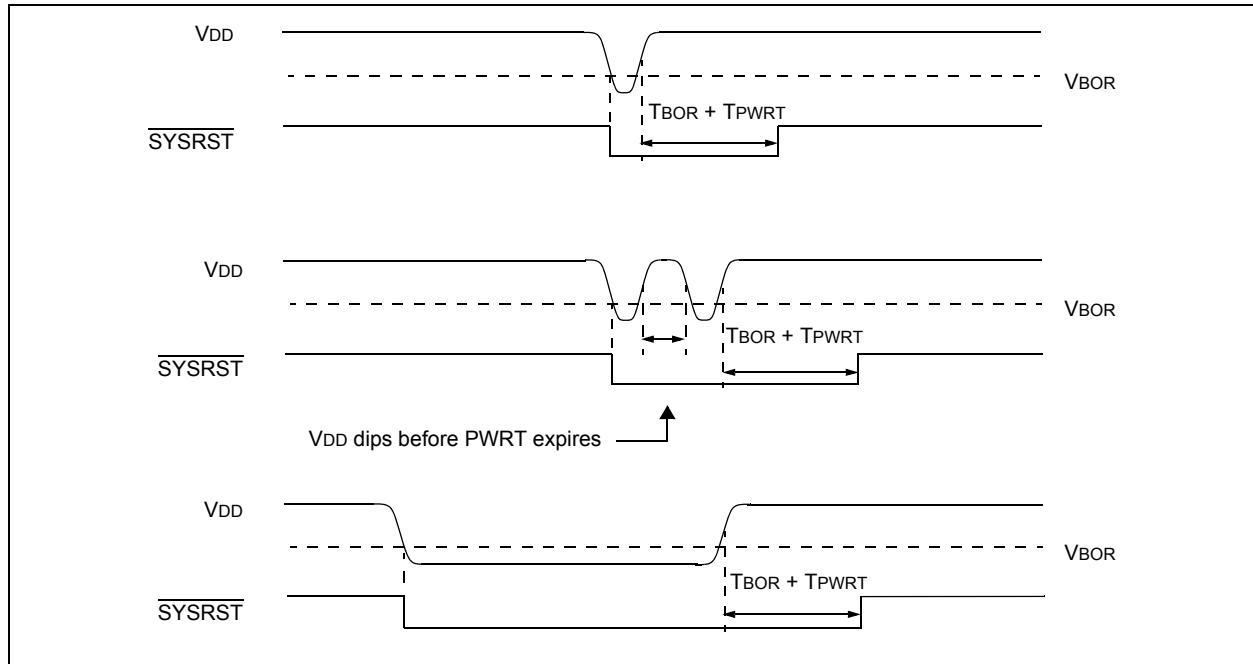 VDD
VBOR
TBOR + TPWRT
SYSRST
VDD
VBOR
TBOR + TPWRT
SYSRST
VDD dips before PWRT expires
VDD
VBOR
TBOR + TPWRT
SYSRST